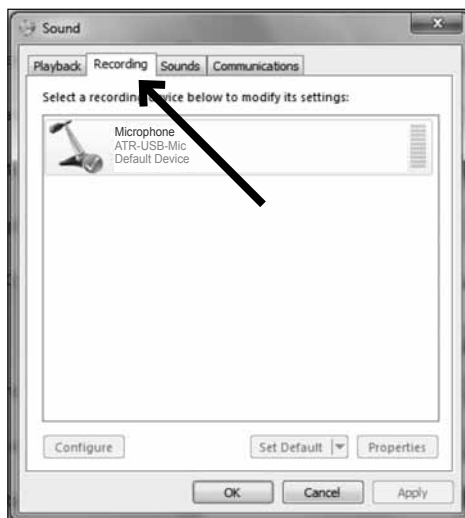 Sound
Playback Recording Sounds Communications
Select a recording device below to modify its settings:
Microphone
ATR-USB-Mic
Default Device
Configure Set Default Properties
OK Cancel Apply